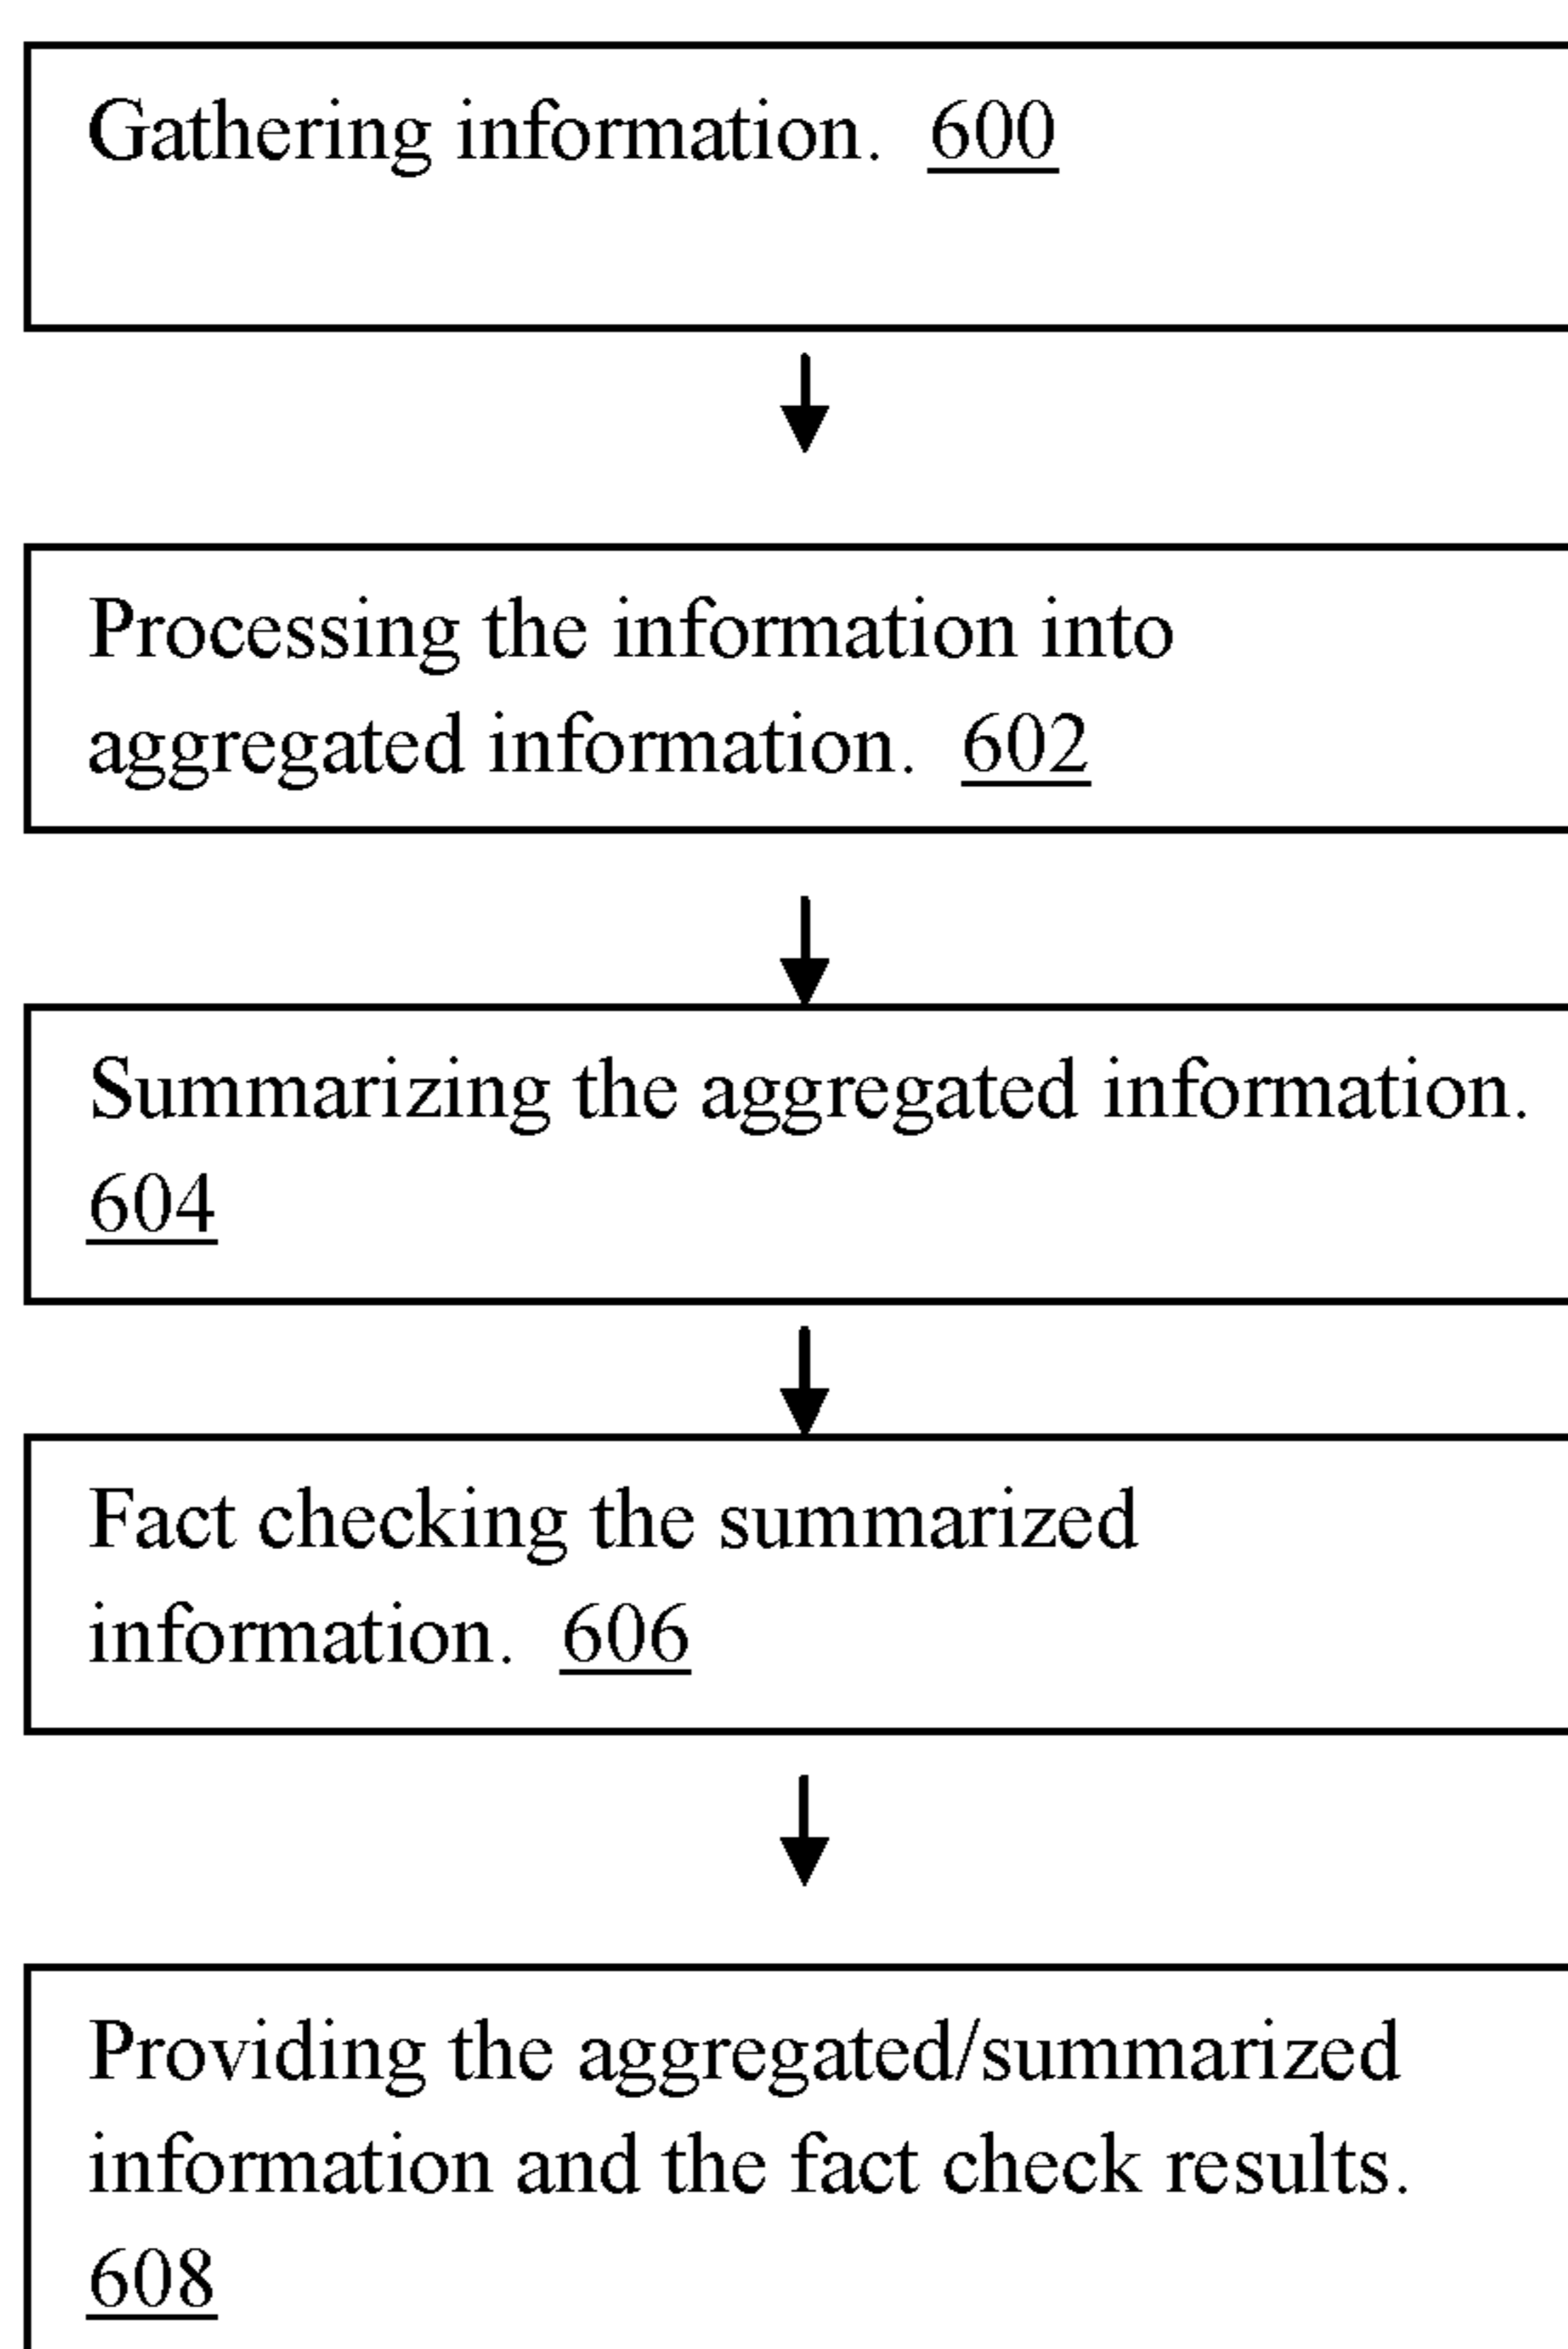 Gathering information. 600
Processing the information into
aggregated information. 602
Summarizing the aggregated information.
604
Fact checking the summarized
information. 606
Providing the aggregated/summarized
information and the fact check results.
608